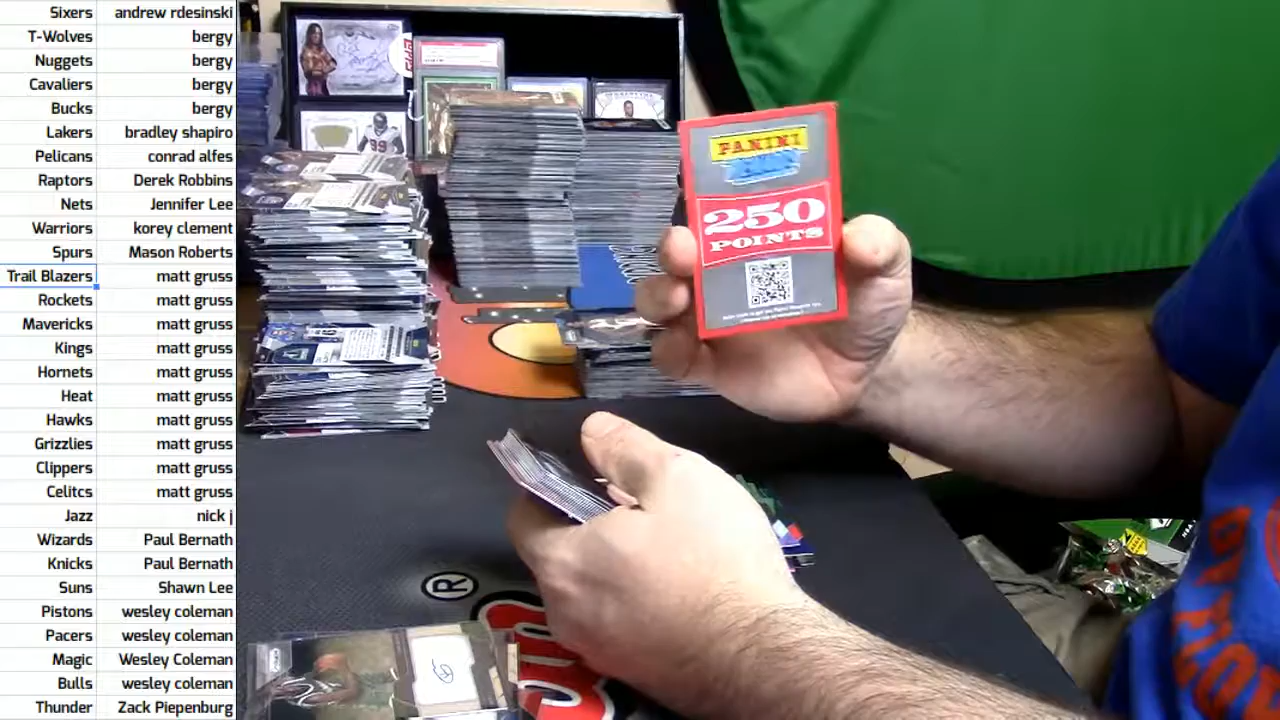 Sixers andrew rdesinski
T-Wolves bergy
Nuggets bergy
Cavaliers bergy
Bucks bergy
Lakers bradley shapiro
Pelicans conrad alfes
Raptors Derek Robbins
Nets Jennifer Lee
Warriors korey clement
Spurs Mason Roberts
Trail Blazers matt gruss
Rockets matt gruss
Mavericks matt gruss
Kings matt gruss
Hornets matt gruss
Heat matt gruss
Hawks matt gruss
Grizzlies matt gruss
Clippers matt gruss
Celitcs matt gruss
Jazz nick j
Wizards Paul Bernath
Knicks Paul Bernath
Suns Shawn Lee
Pistons wesley coleman
Pacers wesley coleman
Magic Wesley Coleman
Bulls wesley coleman
Thunder Zack Piepenburg
PANINI
250
POINTS
99
®